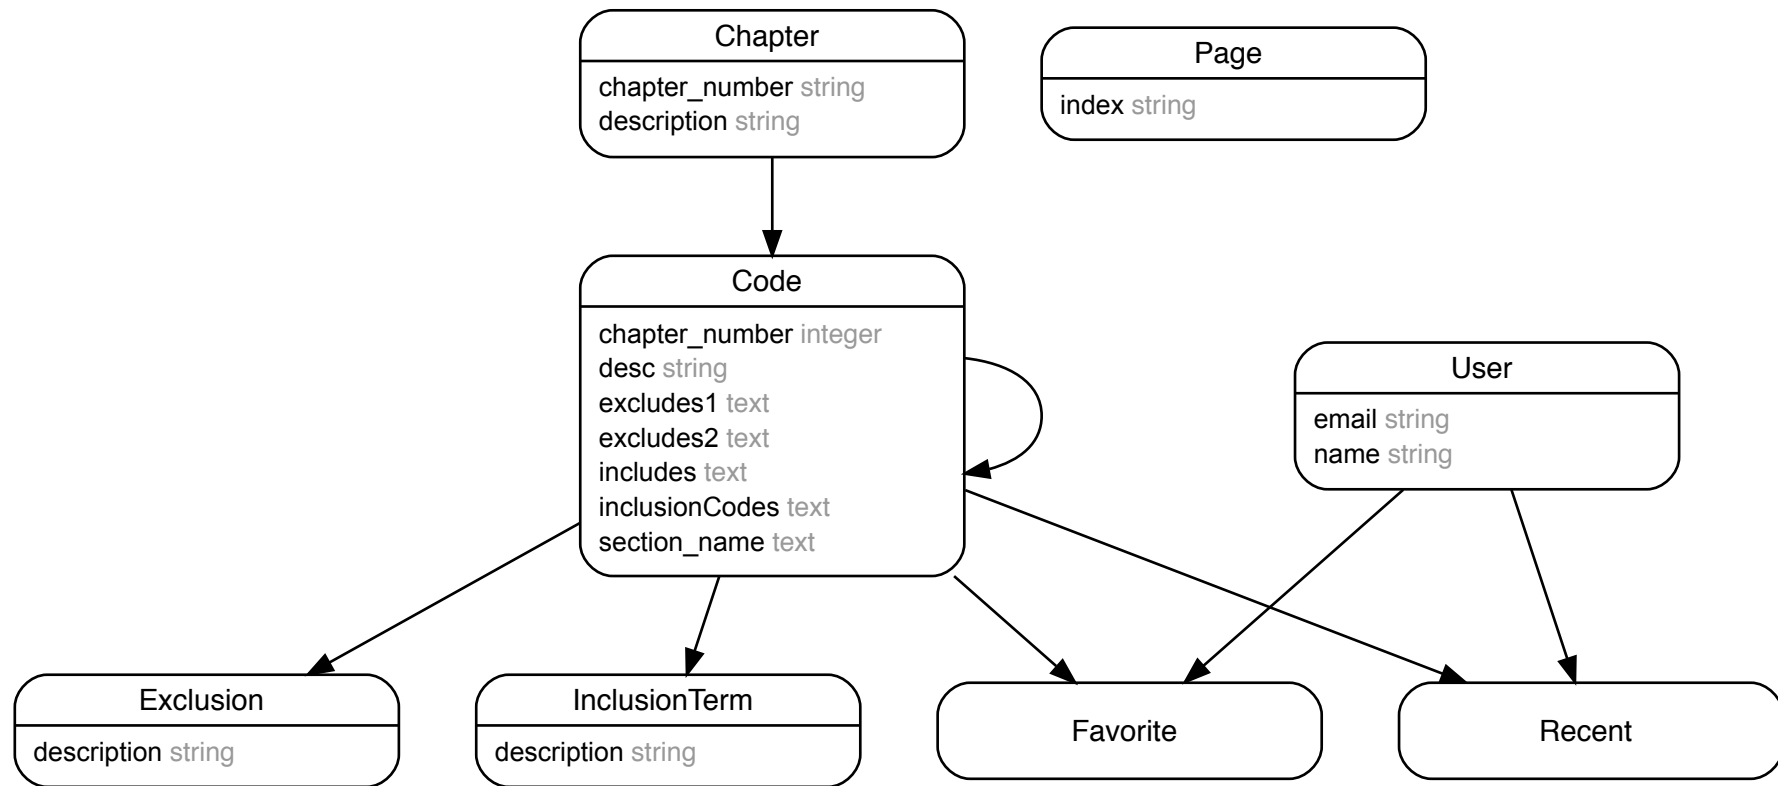 Chapter
chapter_number string
description string
Page
index string
Code
chapter_number integer
desc string
excludes1 text
excludes2 text
includes text
inclusionCodes text
section_name text
User
email string
name string
Exclusion
description string
InclusionTerm
description string
Favorite
Recent